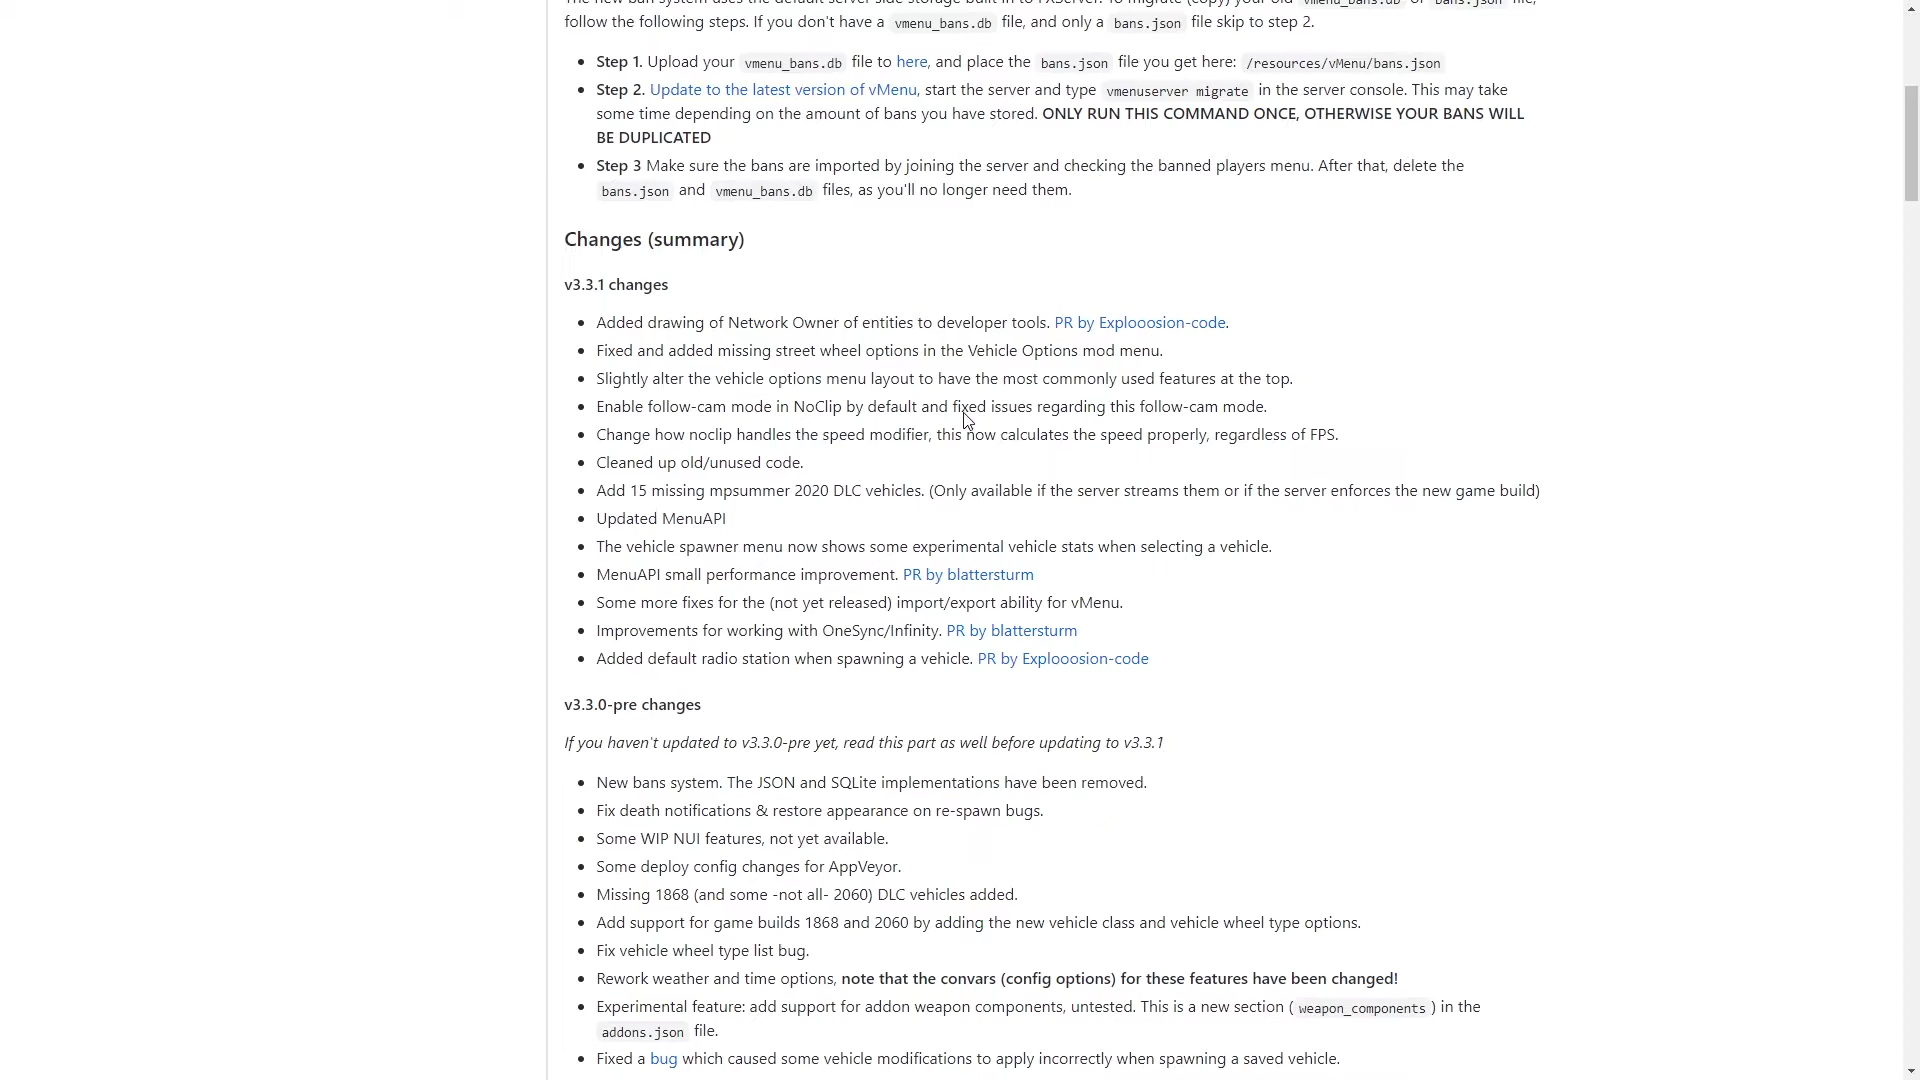 The new ban system uses the default server side storage built in to FXServer. To migrate (copy) your old vmenu_bans.db or bans.json file,
follow the following steps. If you don't have a vmenu_bans.db file, and only a bans.json file skip to step 2.
Step 1. Upload your vmenu_bans.db file to here, and place the bans.json file you get here: /resources/vMenu/bans.json
Step 2. Update to the latest version of vMenu, start the server and type vmenuserver migrate in the server console. This may take
some time depending on the amount of bans you have stored. ONLY RUN THIS COMMAND ONCE, OTHERWISE YOUR BANS WILL
BE DUPLICATED
Step 3 Make sure the bans are imported by joining the server and checking the banned players menu. After that, delete the
bans.json and vmenu_bans.db files, as you'll no longer need them.
Changes (summary)
v3.3.1 changes
Added drawing of Network Owner of entities to developer tools. PR by Explooosion-code.
Fixed and added missing street wheel options in the Vehicle Options mod menu.
Slightly alter the vehicle options menu layout to have the most commonly used features at the top.
Enable follow-cam mode in NoClip by default and fixed issues regarding this follow-cam mode.
Change how noclip handles the speed modifier, this now calculates the speed properly, regardless of FPS.
Cleaned up old/unused code.
Add 15 missing mpsummer 2020 DLC vehicles. (Only available if the server streams them or if the server enforces the new game build)
Updated MenuAPI
The vehicle spawner menu now shows some experimental vehicle stats when selecting a vehicle.
MenuAPI small performance improvement. PR by blattersturm
Some more fixes for the (not yet released) import/export ability for vMenu.
Improvements for working with OneSync/Infinity. PR by blattersturm
Added default radio station when spawning a vehicle. PR by Explooosion-code
v3.3.0-pre changes
If you haven't updated to v3.3.0-pre yet, read this part as well before updating to v3.3.1
New bans system. The JSON and SQLite implementations have been removed.
Fix death notifications & restore appearance on re-spawn bugs.
Some WIP NUI features, not yet available.
Some deploy config changes for AppVeyor.
Missing 1868 (and some -not all- 2060) DLC vehicles added.
Add support for game builds 1868 and 2060 by adding the new vehicle class and vehicle wheel type options.
Fix vehicle wheel type list bug.
Rework weather and time options, note that the convars (config options) for these features have been changed!
Experimental feature: add support for addon weapon components, untested. This is a new section ( weapon_components ) in the
addons.json file.
Fixed a bug which caused some vehicle modifications to apply incorrectly when spawning a saved vehicle.